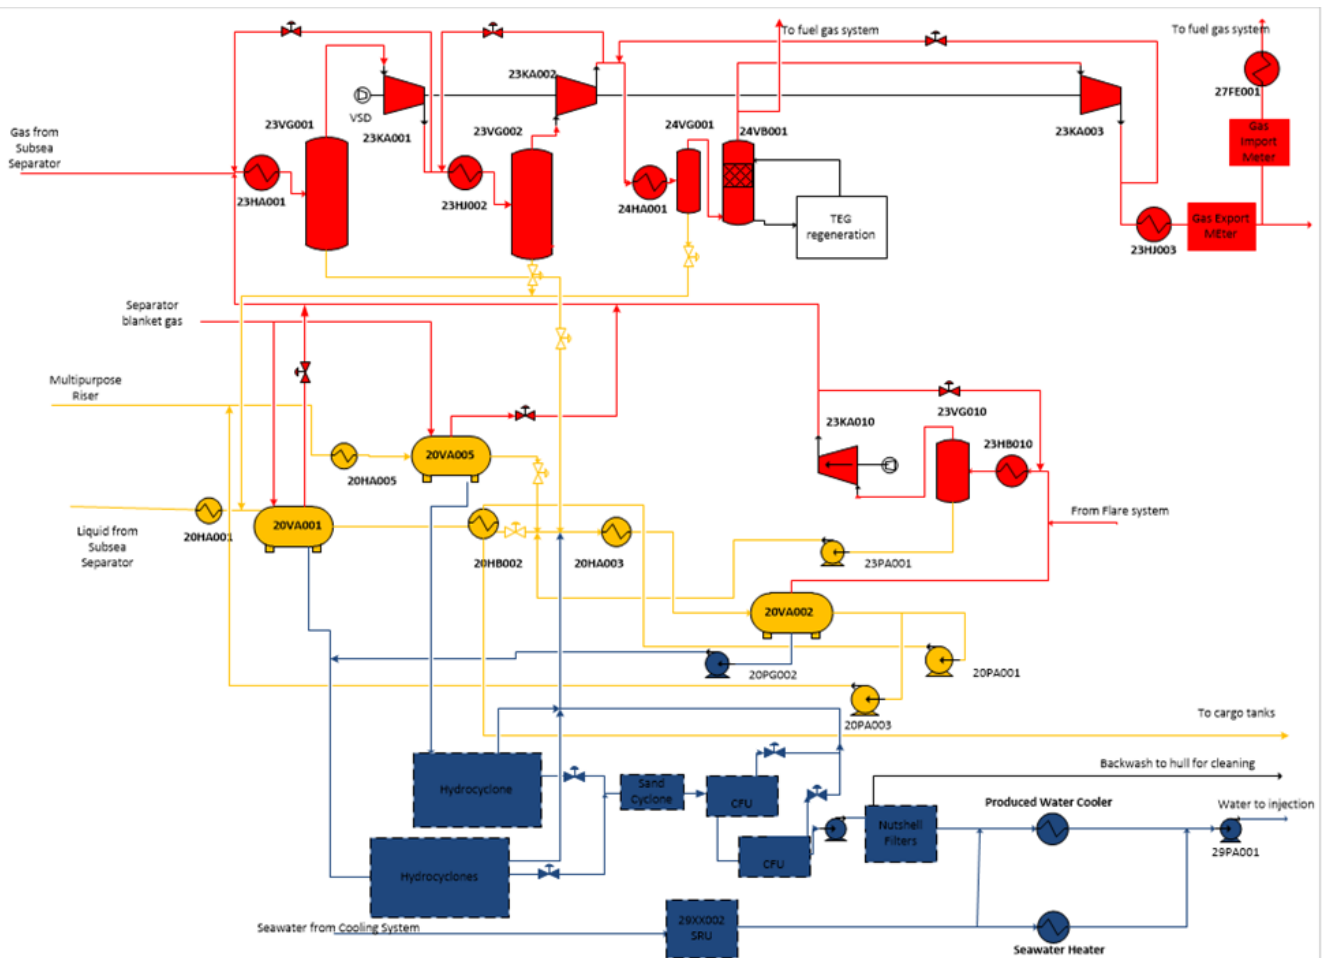 To fuel gas system
To fuel gas system
23KA002
27FE001
VSD
23VG001
23KA001
23VG002
24VG001
24VB001
23KA003
Gas
Import
Meter
Gas from
Subsea
Separator
23HA001
23HJ002
24HA001
TEG
regeneration
Gas Export
MEter
23HJ003
Separator
blanket gas
Multipurpose
Riser
23VG010
23KA010
23HB010
20VA005
20HA005
From Flare system
20VA001
20HA001
Liquid from
Subsea
Separator
20HB002
20HA003
23PA001
20VA002
20PG002
20PA001
20PA003
To cargo tanks
Backwash to hull for cleaning
Hydrocyclone
Sand
Cyclone
CFU
Produced Water Cooler
Water to injection
Nutshell
Filters
29PA001
CFU
Hydrocyclones
Seawater from Cooling System
29XX002
SRU
Seawater Heater